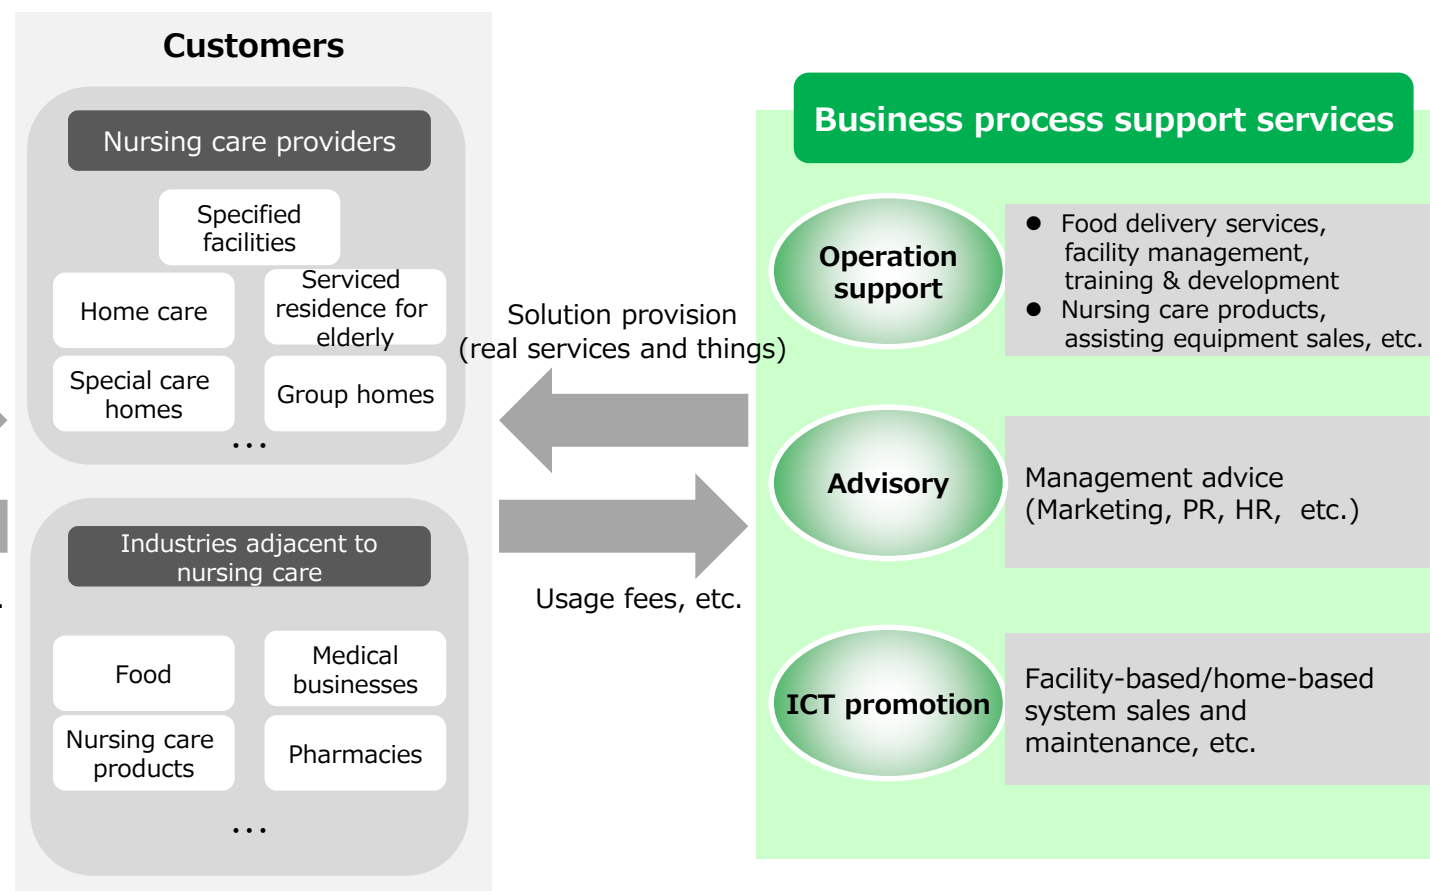 Customers
Nursing care providers
Specified
facilities
Home care
Serviced
residence for
elderly
Special care
homes
Group homes
...
Industries adjacent to
nursing care
Food
Medical
businesses
Nursing care
products
Pharmacies
...
.
Solution provision
(real services and things)
Usage fees, etc.
Business process support services
Operation
support
● Food delivery services,
facility management,
training & development
● Nursing care products,
assisting equipment sales, etc.
Advisory
Management advice
(Marketing, PR, HR,  etc.)
ICT promotion
Facility-based/home-based
system sales and
maintenance, etc.